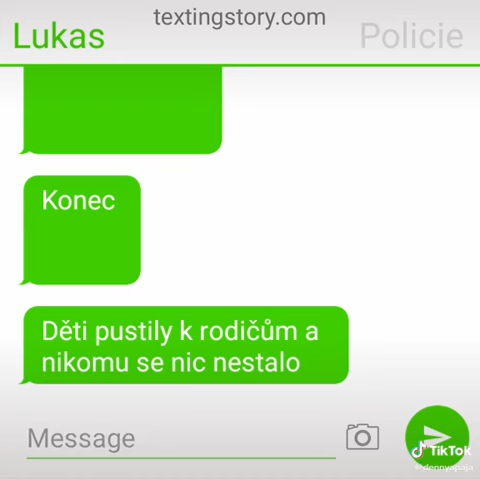 textingstory.com
Lukas
Policie
Konec
Děti pustily k rodičům a
nikomu se nic nestalo
Message
TikTok